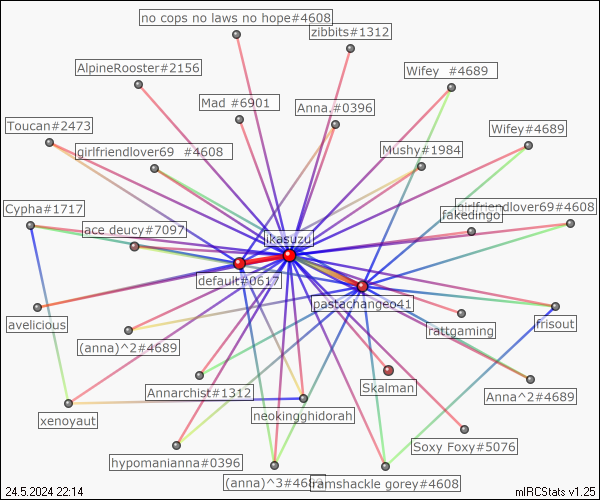 no cops no laws no hope#4608
zibbits#1312
AlpineRooster#2156
Wifey  #4689
Mad #6901
Anna.#0396
Toucan#2473
Wifey#4689
girlfriendlover69  #4608
Mushy#1984
Cypha#1717
girlfriendlover69#4608
fakedingo
ace deucy#7097
ikasuzu
default#0617
pastachangeo41
avelicious
rattgaming
frisout
(anna)^2#4689
Annarchist#1312
Skalman
Anna^2#4689
xenoyaut
neokingghidorah
Soxy Foxy#5076
hypomanianna#0396
(anna)^3#4689
ramshackle gorey#4608
24.5.2024 22:14
mIRCStats v1.25